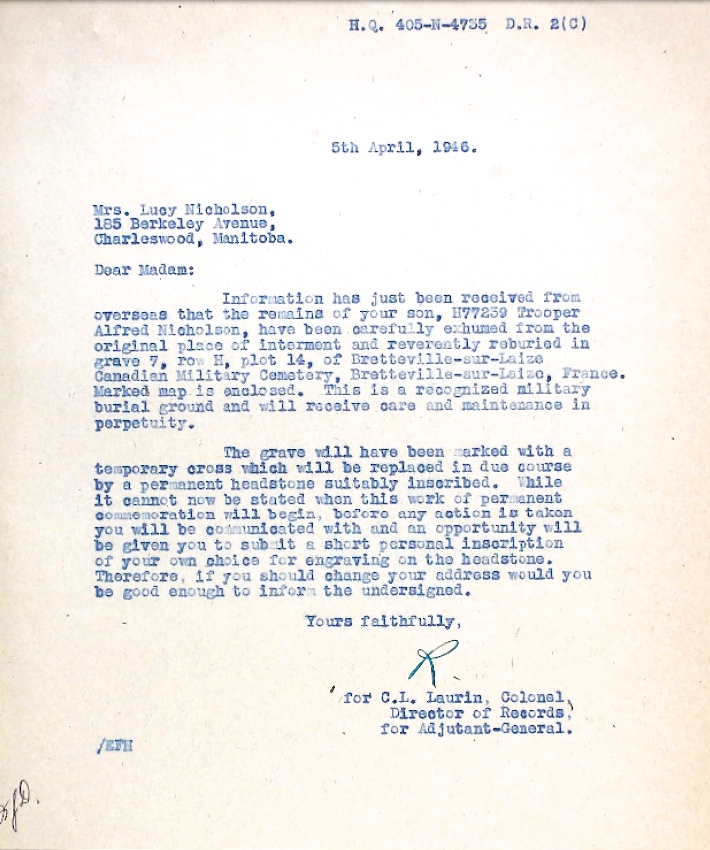 H.Q. 405-N-4735 D.R. 2(C)
5th April, 1946.
Mrs. Lucy Nicholson,
185 Berkeley Avenue,
Charleswood, Manitoba.
Dear Madam:
Information has just been received from
overseas that the remains of your son, H77239 Trooper
Alfred Nicholson, have been carefully exhumed from the
original place of interment and reverently reburied in
grave 7, row H, plot 14, of Bretteville-sur-Laize
Canadian Military Cemetery, Bretteville-sur-Laize, France.
Marked map is enclosed. This is a recognized military
burial ground and will receive care and maintenance in
perpetuity.
The grave will have been marked with a
temporary cross which will be replaced in due course
by a permanent headstone suitably inscribed. While
it cannot now be stated when this work of permanent
commemoration will begin, before any action is taken
you will be communicated with and an opportunity will
be given you to submit a short personal inscription
of your own choice for engraving on the headstone.
Therefore, if you should change your address would you
be good enough to inform the undersigned.
Yours faithfully,
R.
for C.L. Laurin, Colonel,
Director of Records,
for Adjutant-General.
/EFH